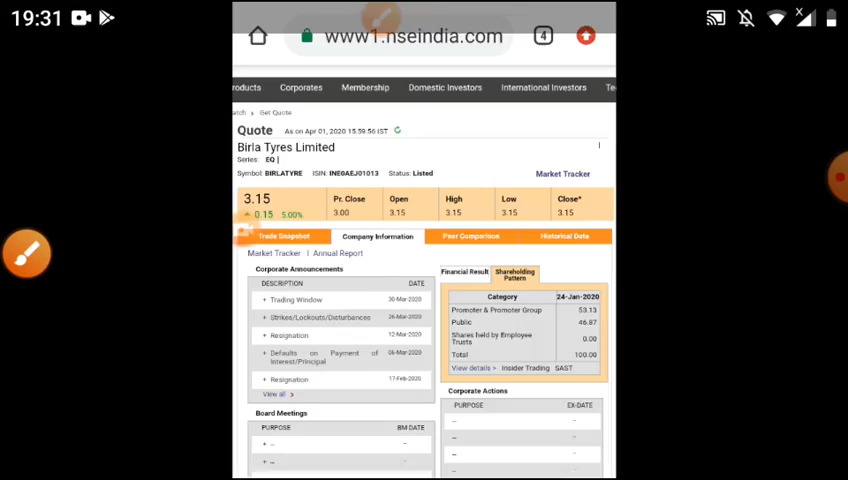 19:31
www1.nseindia.com
4
roducts Corporates Membership Domestic Investors International Investors Te
atch › Get Quote
Quote As on Apr 01, 2020 15:59:56 IST
Birla Tyres Limited
Series: EQ |
Symbol: BIRLATYRE ISIN: INE0AEJ01013 Status: Listed
Market Tracker
3.15 Pr. Close Open High Low Close*
0.15 5.00% 3.00 3.15 3.15 3.15 3.15
Trade Snapshot Company Information Peer Comparison Historical Data
Market Tracker | Annual Report
Corporate Announcements
DESCRIPTION DATE
+ Trading Window 30-Mar-2020
+ Strikes/Lockouts/Disturbances 26-Mar-2020
+ Resignation 12-Mar-2020
+ Defaults on Payment of 06-Mar-2020
Interest/Principal
+ Resignation 17-Feb-2020
View all ›
Board Meetings
PURPOSE BM DATE
+ -- -
+ -- -
Financial Result Shareholding
Pattern
Category 24-Jan-2020
Promoter & Promoter Group 53.13
Public 46.87
Shares held by Employee
Trusts 0.00
Total 100.00
View details > Insider Trading SAST
Corporate Actions
PURPOSE EX-DATE
-- -
-- -
-- -
-- -